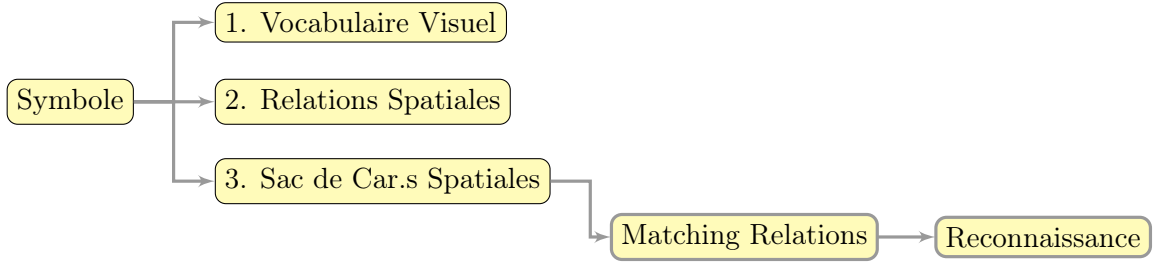 1. Vocabulaire Visuel
Symbole
2. Relations Spatiales
3. Sac de Car.s Spatiales
Matching Relations
Reconnaissance